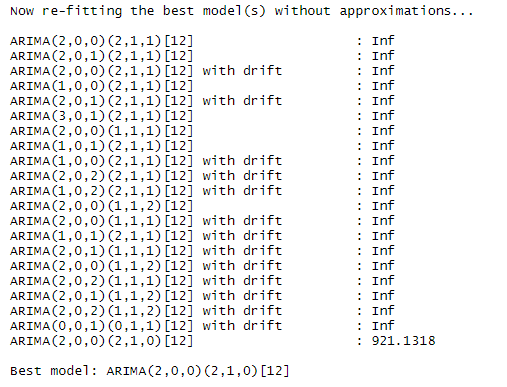 Now re-fitting the best model(s) without approximations...
ARIMA(2,0,0)(2,1,1)[12] : Inf
ARIMA(2,0,1)(2,1,1)[12] : Inf
ARIMA(2,0,0)(2,1,1)[12] with drift : Inf
ARIMA(1,0,0)(2,1,1)[12] : Inf
ARIMA(2,0,1)(2,1,1)[12] with drift : Inf
ARIMA(3,0,1)(2,1,1)[12] : Inf
ARIMA(2,0,0)(1,1,1)[12] : Inf
ARIMA(1,0,1)(2,1,1)[12] : Inf
ARIMA(1,0,0)(2,1,1)[12] with drift : Inf
ARIMA(2,0,2)(2,1,1)[12] with drift : Inf
ARIMA(1,0,2)(2,1,1)[12] with drift : Inf
ARIMA(2,0,0)(1,1,2)[12] : Inf
ARIMA(2,0,0)(1,1,1)[12] with drift : Inf
ARIMA(1,0,1)(2,1,1)[12] with drift : Inf
ARIMA(2,0,1)(1,1,1)[12] with drift : Inf
ARIMA(2,0,0)(1,1,2)[12] with drift : Inf
ARIMA(2,0,2)(1,1,1)[12] with drift : Inf
ARIMA(2,0,1)(1,1,2)[12] with drift : Inf
ARIMA(2,0,2)(1,1,2)[12] with drift : Inf
ARIMA(0,0,1)(0,1,1)[12] with drift : Inf
ARIMA(2,0,0)(2,1,0)[12] : 921.1318
Best model: ARIMA(2,0,0)(2,1,0)[12]